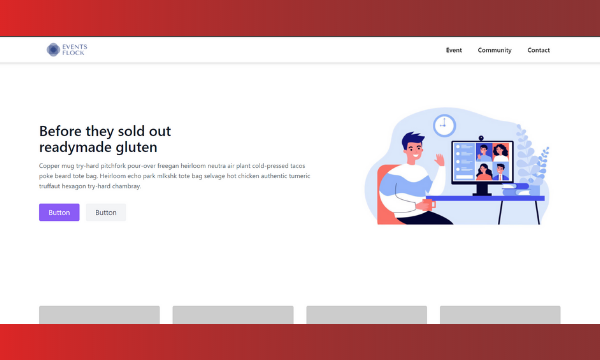 EVENTS
FLOCK
Event Community Contact
Before they sold out
readymade gluten
Copper mug try-hard pitchfork pour-over freegan heirloom neutra air plant cold-pressed tacos
poke beard tote bag. Heirloom echo park mlkshk tote bag selvage hot chicken authentic tumeric
truffaut hexagon try-hard chambray.
Button Button